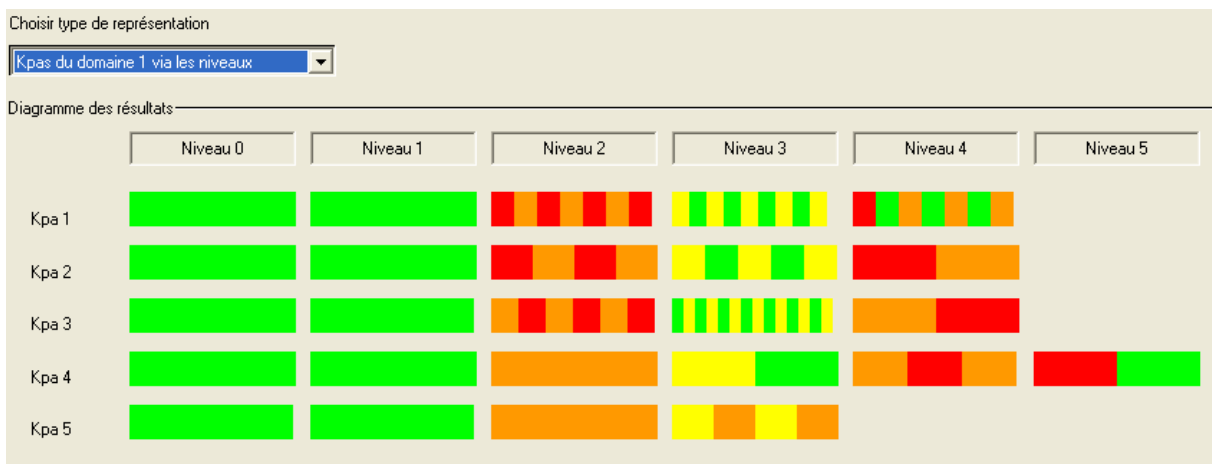 Choisir type de représentation
Kpas du domaine 1 via les niveaux
Diagramme des résultats
Niveau 0 Niveau 1 Niveau 2 Niveau 3 Niveau 4 Niveau 5
Kpa 1
Kpa 2
Kpa 3
Kpa 4
Kpa 5